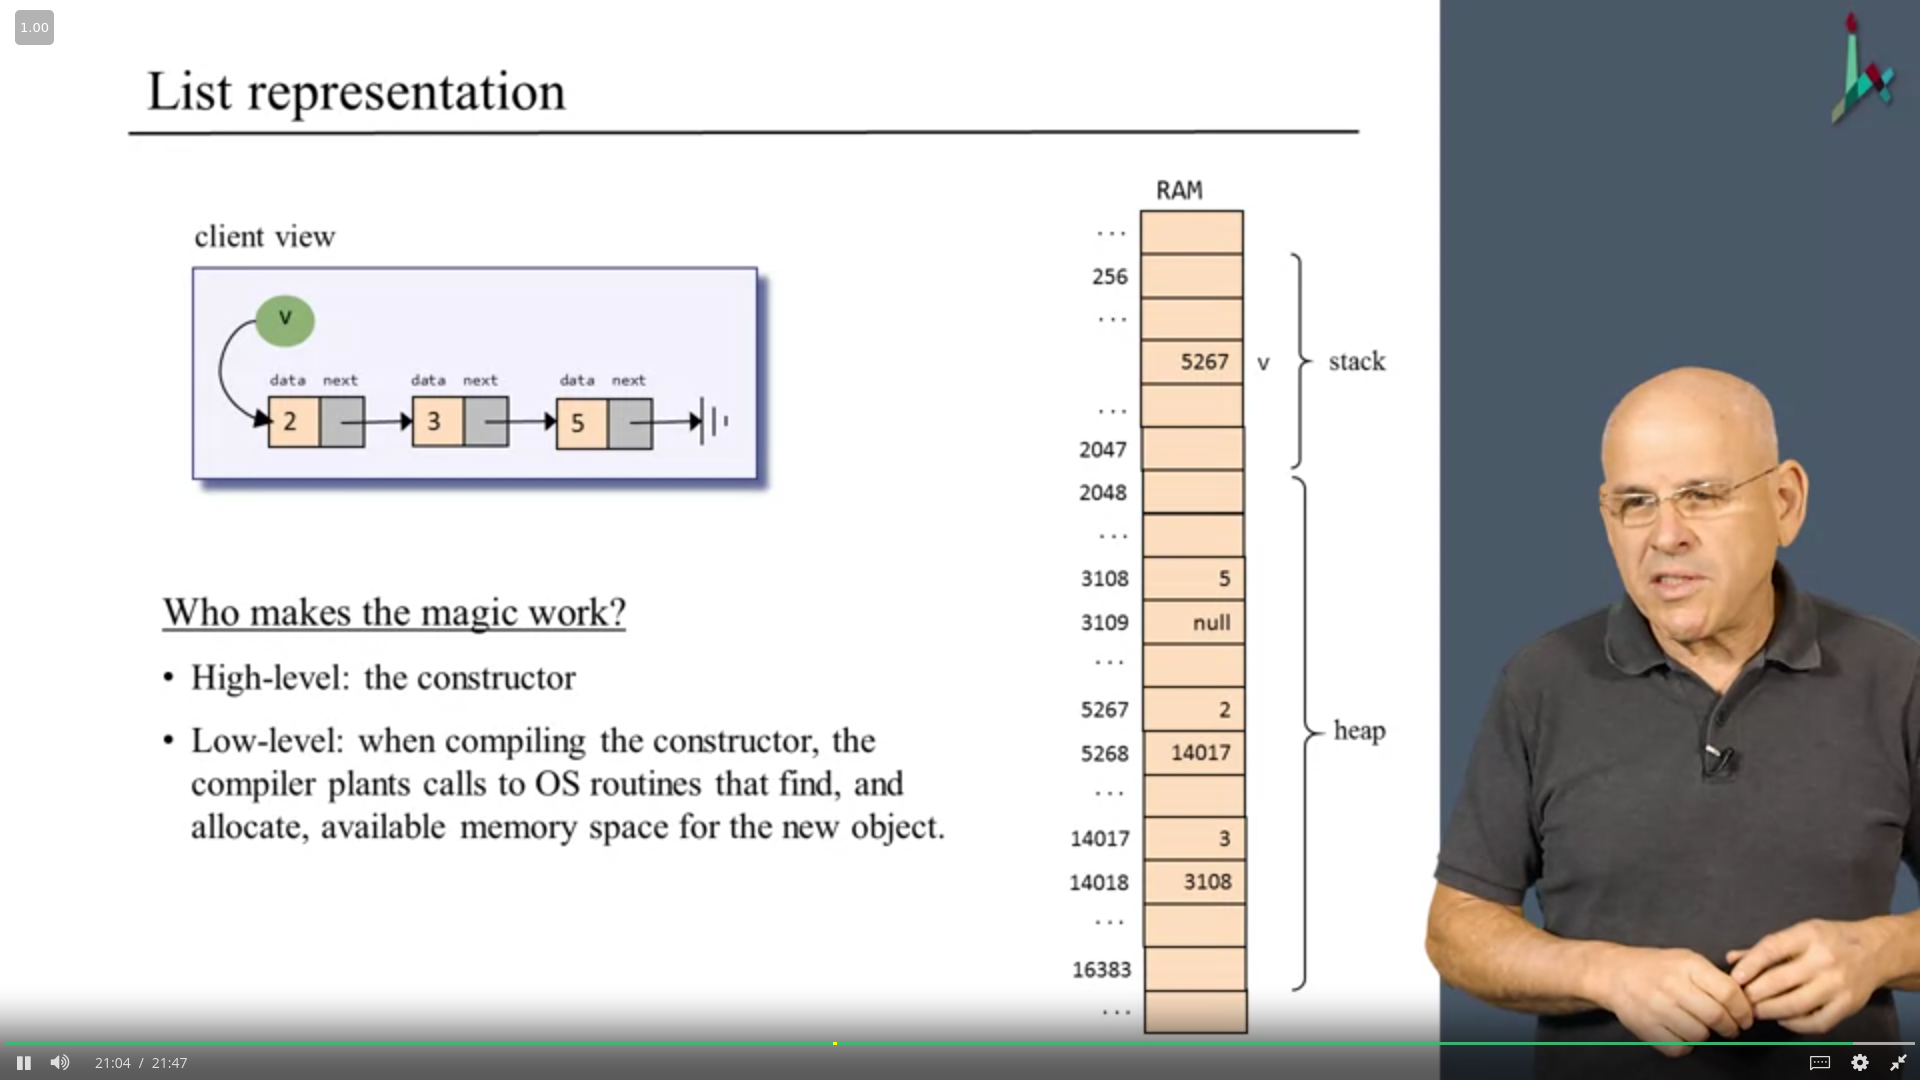 1.00
List representation
client view
v
data next data next data next
2 3 5
Who makes the magic work?
• High-level: the constructor
• Low-level: when compiling the constructor, the
compiler plants calls to OS routines that find, and
allocate, available memory space for the new object.
RAM
...
256
...
5267 v stack
...
2047
2048
...
3108 5
3109 null
...
5267 2
heap
5268 14017
...
14017 3
14018 3108
...
16383
...
21:04 / 21:47